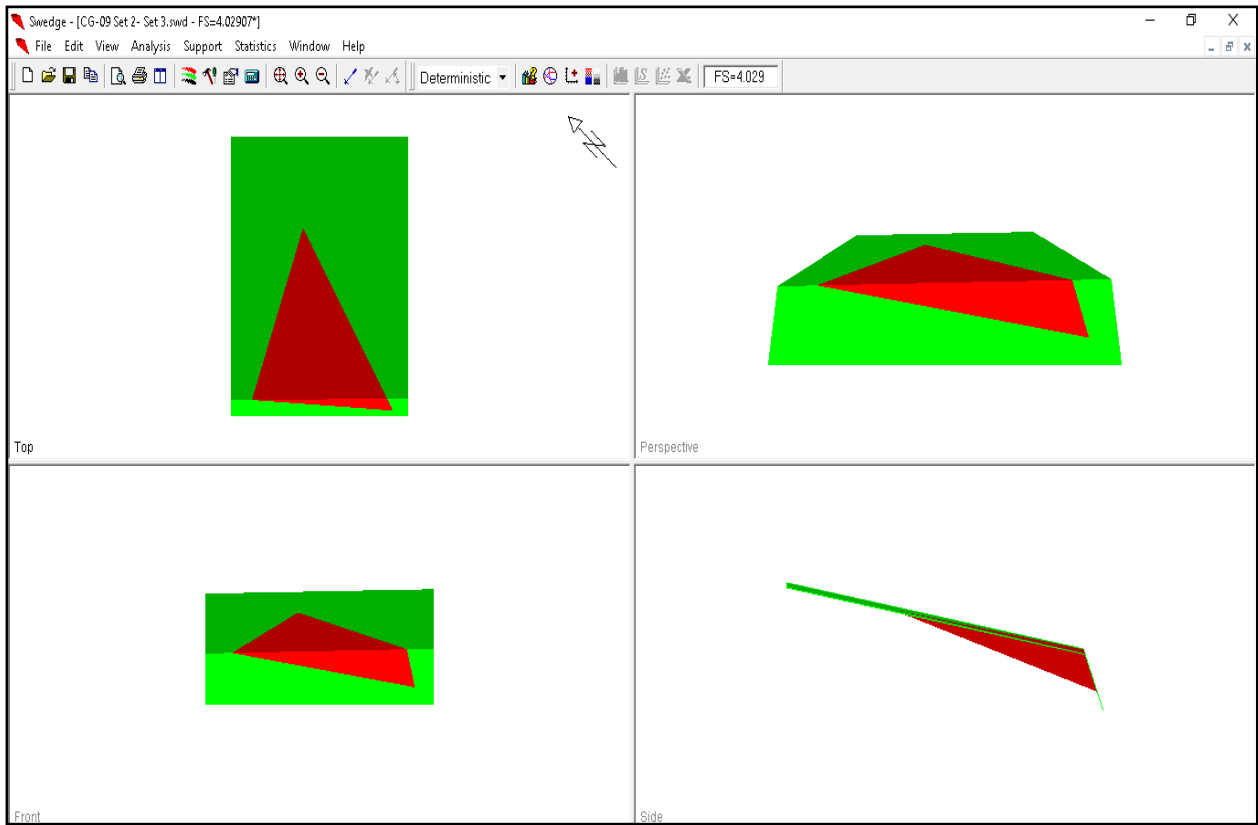 Swedge - [CG-09 Set 2- Set 3.swd - FS=4.02907*]
File Edit View Analysis Support Statistics Window Help
Deterministic FS=4.029
N
Top
Perspective
Front
Side